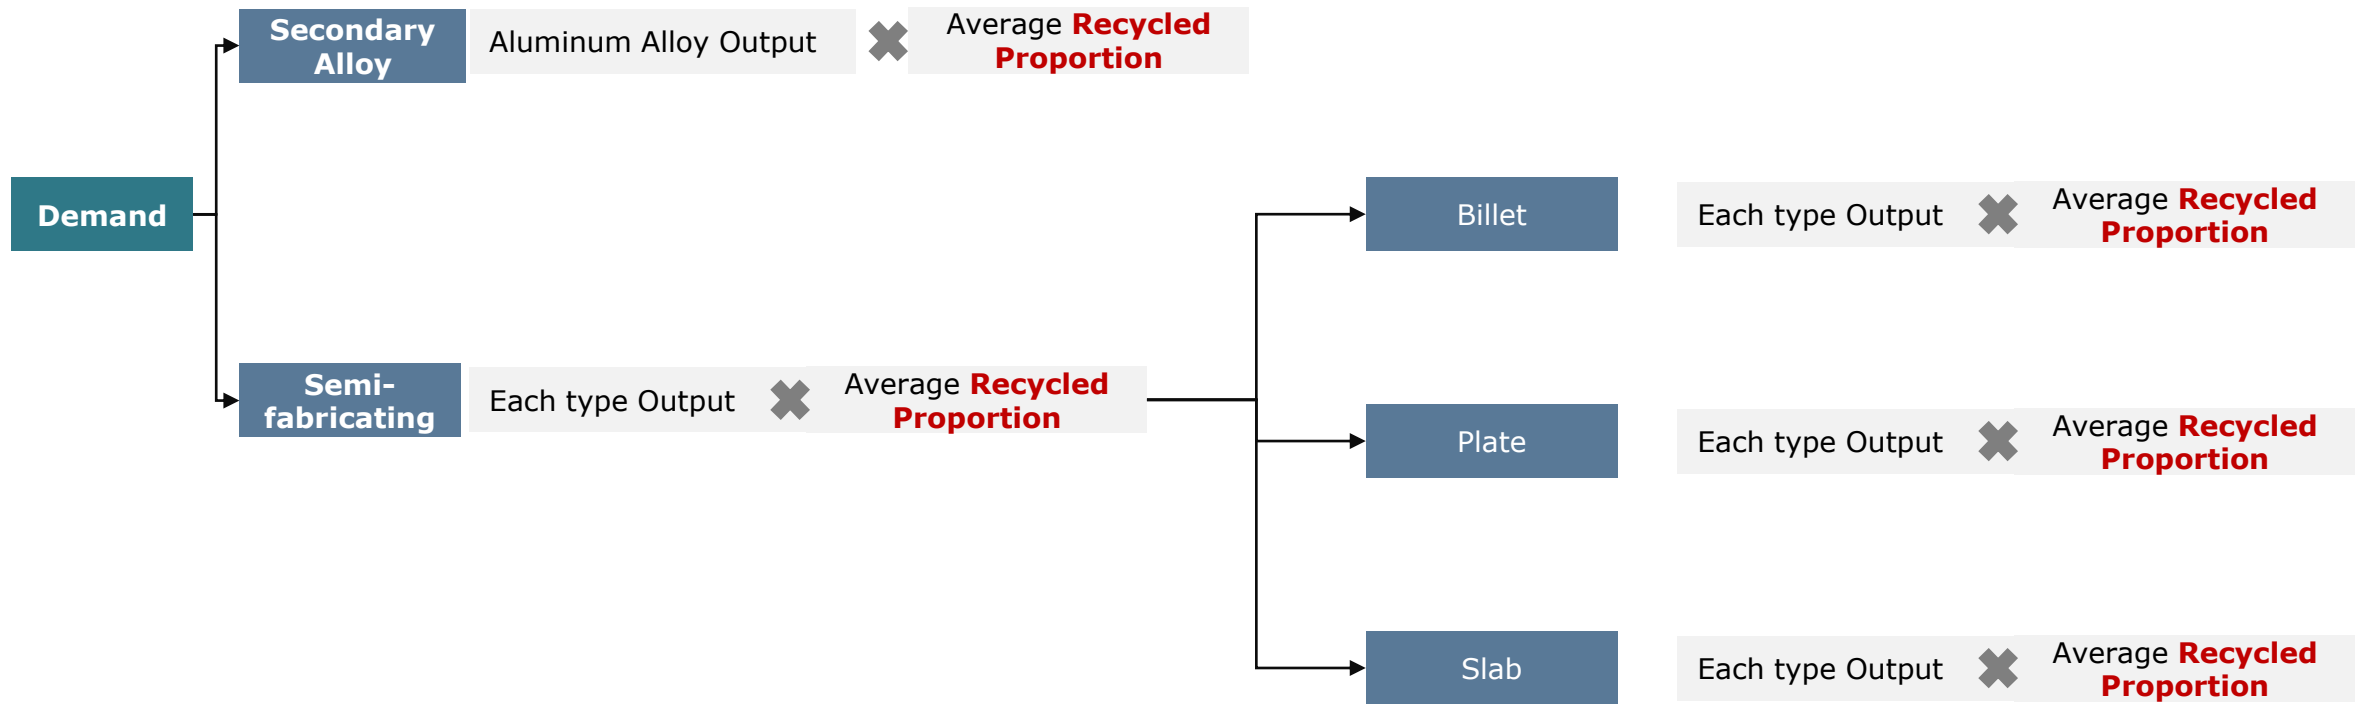 Secondary
Alloy
Aluminum Alloy Output
Average Recycled
Proportion
Demand
Billet
Each type Output
Average Recycled
Proportion
Semi-
fabricating
Each type Output
Average Recycled
Proportion
Plate
Each type Output
Average Recycled
Proportion
Slab
Each type Output
Average Recycled
Proportion